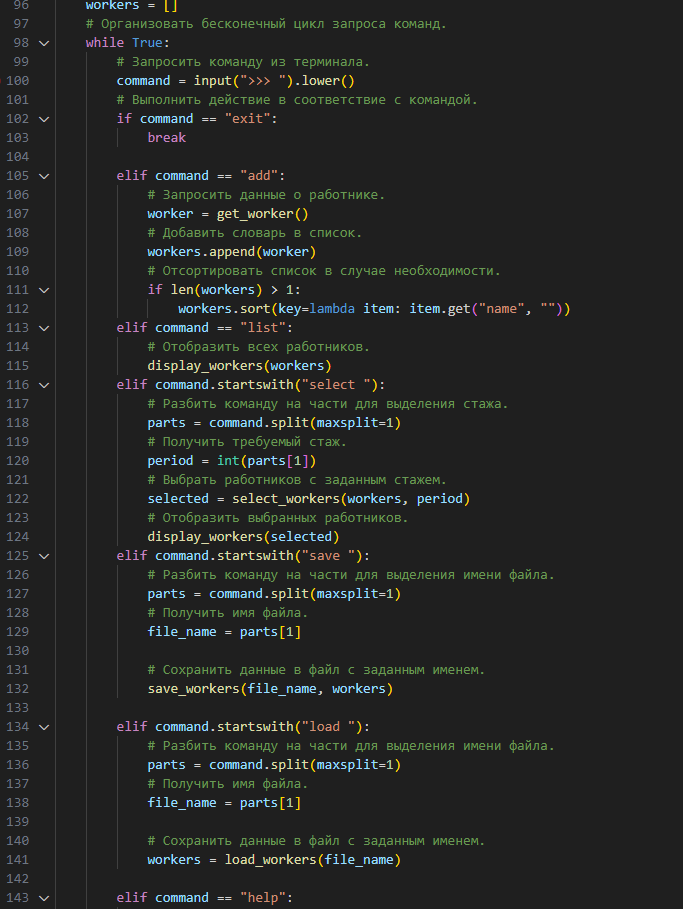 96 workers = []
97 # Организовать бесконечный цикл запроса команд.
98 while True:
99 # Запросить команду из терминала.
100 command = input(">>> ").lower()
101 # Выполнить действие в соответствие с командой.
102 if command == "exit":
103 break
104
105 elif command == "add":
106 # Запросить данные о работнике.
107 worker = get_worker()
108 # Добавить словарь в список.
109 workers.append(worker)
110 # Отсортировать список в случае необходимости.
111 if len(workers) > 1:
112 workers.sort(key=lambda item: item.get("name", ""))
113 elif command == "list":
114 # Отобразить всех работников.
115 display_workers(workers)
116 elif command.startswith("select "):
117 # Разбить команду на части для выделения стажа.
118 parts = command.split(maxsplit=1)
119 # Получить требуемый стаж.
120 period = int(parts[1])
121 # Выбрать работников с заданным стажем.
122 selected = select_workers(workers, period)
123 # Отобразить выбранных работников.
124 display_workers(selected)
125 elif command.startswith("save "):
126 # Разбить команду на части для выделения имени файла.
127 parts = command.split(maxsplit=1)
128 # Получить имя файла.
129 file_name = parts[1]
130
131 # Сохранить данные в файл с заданным именем.
132 save_workers(file_name, workers)
133
134 elif command.startswith("load "):
135 # Разбить команду на части для выделения имени файла.
136 parts = command.split(maxsplit=1)
137 # Получить имя файла.
138 file_name = parts[1]
139
140 # Сохранить данные в файл с заданным именем.
141 workers = load_workers(file_name)
142
143 elif command == "help":